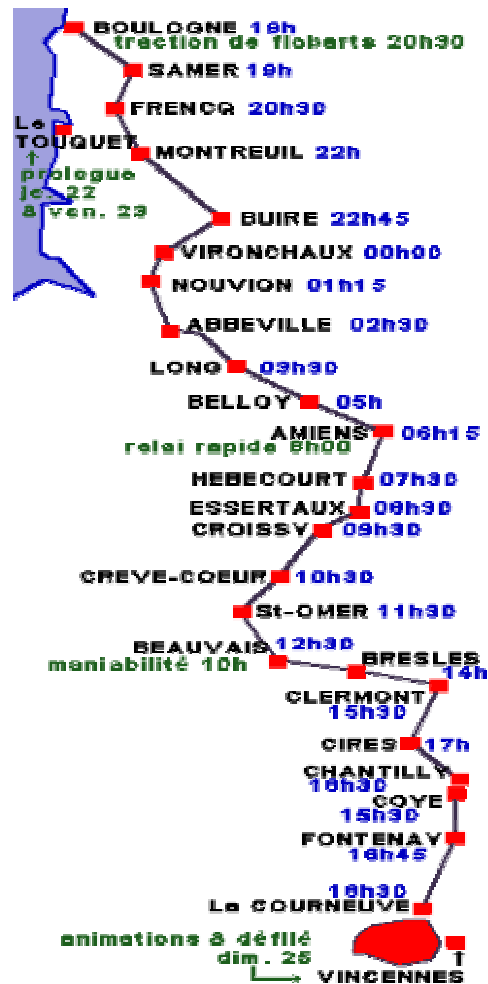 BOULOGNE 18h
traction de flobarts 20h30
SAMER 19h
FRENCQ 20h30
Le
TOUQUET
↑
prologue
je. 22
& ven. 23
MONTREUIL 22h
BUIRE 22h45
VIRONCHAUX 00h00
NOUVION 01h15
ABBEVILLE 02h30
LONG 03h30
BELLOY 05h
AMIENS 06h15
relai rapide 8h00
HEBECOURT 07h30
ESSERTAUX 08h30
CROISSY 09h30
CREVE-COEUR 10h30
St-OMER 11h30
BEAUVAIS 12h30
maniabilité 10h
BRESLES
14h
CLERMONT
15h30
CIRES 17h
CHANTILLY
COYE
15h30
FONTENAY
16h45
La COURNEUVE
animations & défilé
dim. 25
VINCENNES